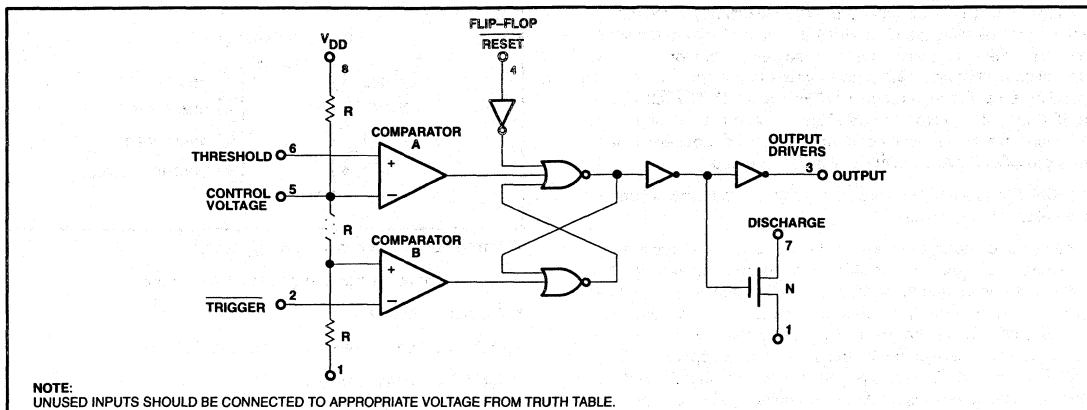 FLIP-FLOP
RESET
4
VDD
8
R
COMPARATOR
A
THRESHOLD
6
+
−
CONTROL
VOLTAGE
5
R
COMPARATOR
B
+
−
TRIGGER
2
R
1
OUTPUT
DRIVERS
3
OUTPUT
DISCHARGE
7
N
1
NOTE:
UNUSED INPUTS SHOULD BE CONNECTED TO APPROPRIATE VOLTAGE FROM TRUTH TABLE.